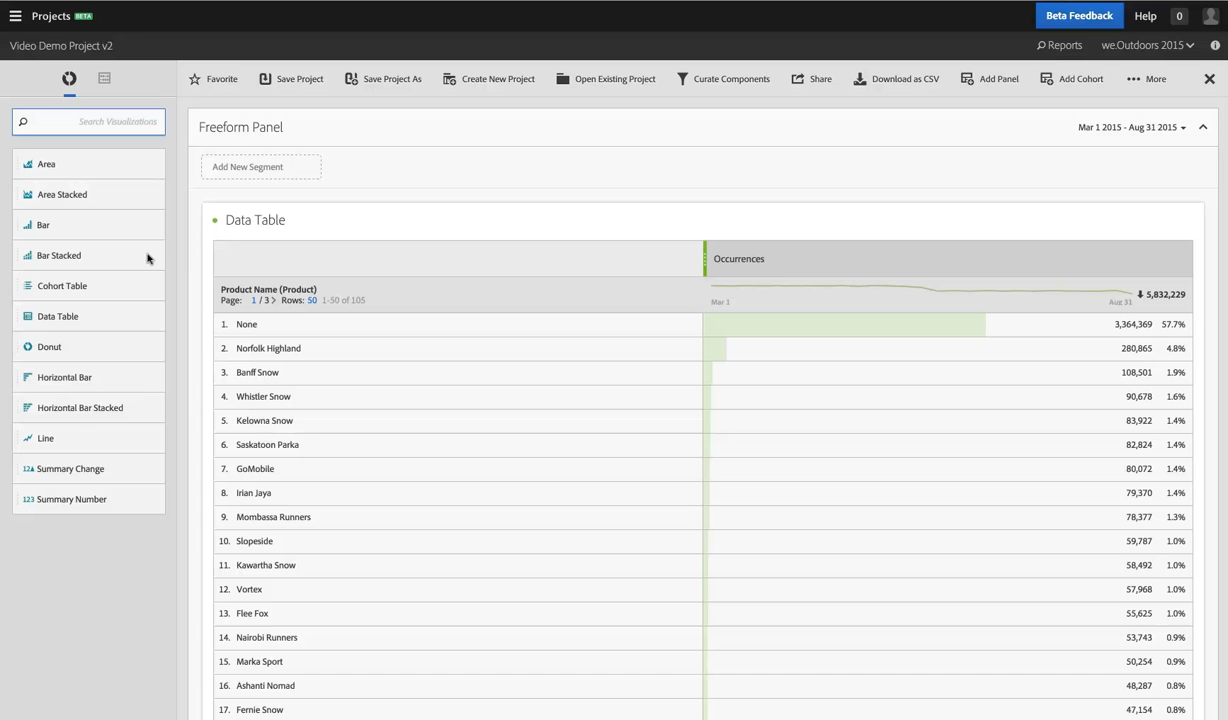 Projects BETA
Beta Feedback Help 0
Video Demo Project v2
Reports we.Outdoors 2015
Favorite Save Project Save Project As Create New Project Open Existing Project Curate Components Share Download as CSV Add Panel Add Cohort More
Search Visualizations
Area
Area Stacked
Bar
Bar Stacked
Cohort Table
Data Table
Donut
Horizontal Bar
Horizontal Bar Stacked
Line
Summary Change
123 Summary Number
Freeform Panel
Mar 1 2015 - Aug 31 2015
Add New Segment
Data Table
Occurrences
Product Name (Product)
Page: 1 / 3 > Rows: 50 1-50 of 105
Mar 1 Aug 31 5,832,229
1. None 3,364,369 57.7%
2. Norfolk Highland 280,865 4.8%
3. Banff Snow 108,501 1.9%
4. Whistler Snow 90,678 1.6%
5. Kelowna Snow 83,922 1.4%
6. Saskatoon Parka 82,824 1.4%
7. GoMobile 80,072 1.4%
8. Irian Jaya 79,370 1.4%
9. Mombassa Runners 78,377 1.3%
10. Slopeside 59,787 1.0%
11. Kawartha Snow 58,492 1.0%
12. Vortex 57,968 1.0%
13. Flee Fox 55,625 1.0%
14. Nairobi Runners 53,743 0.9%
15. Marka Sport 50,254 0.9%
16. Ashanti Nomad 48,287 0.8%
17. Fernie Snow 47,154 0.8%